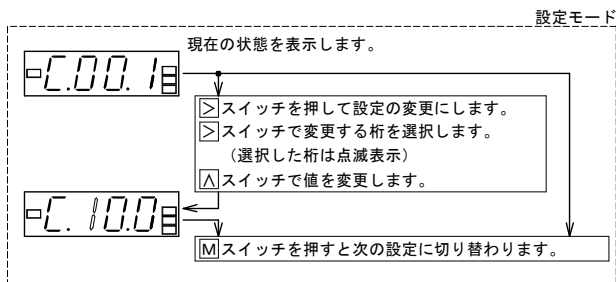 設定モード
現在の状態を表示します。
C.00.1
>スイッチを押して設定の変更にします。
>スイッチで変更する桁を選択します。
（選択した桁は点滅表示）
∧スイッチで値を変更します。
C.10.0
Mスイッチを押すと次の設定に切り替わります。